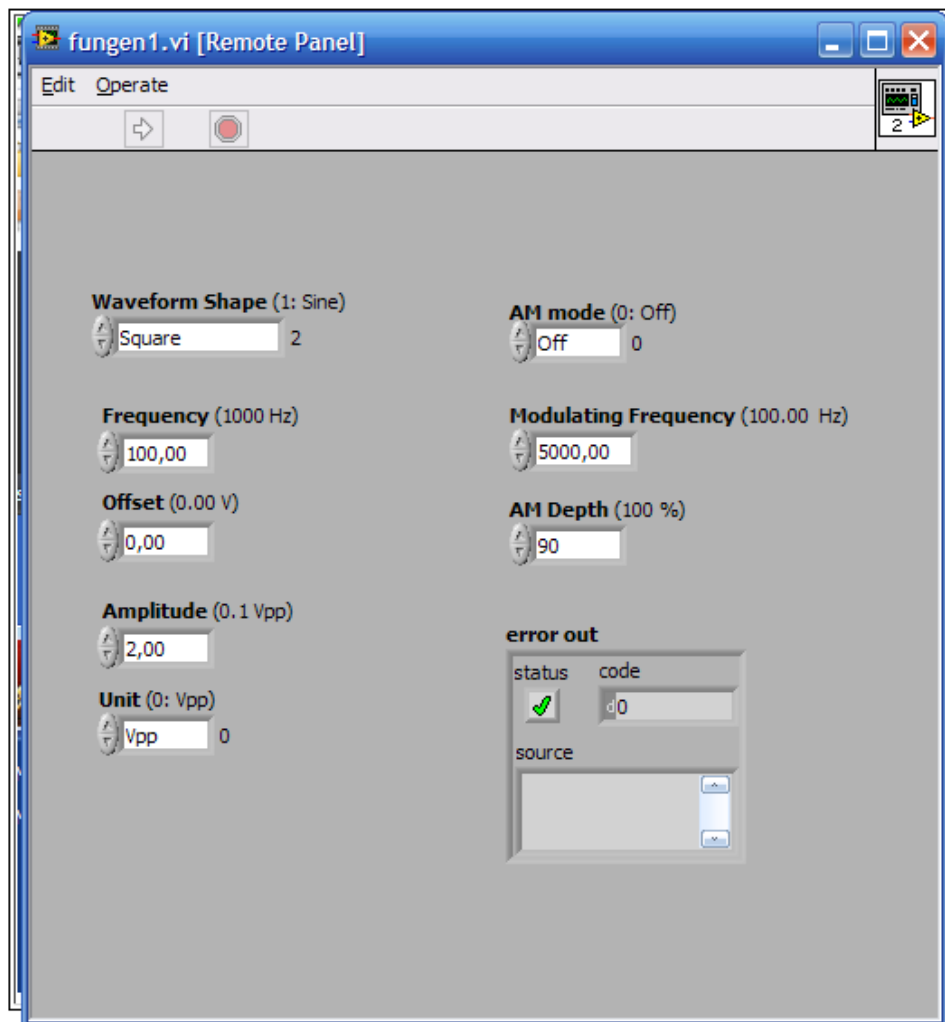 fungen1.vi [Remote Panel]
Edit Operate
2
Waveform Shape (1: Sine)
Square 2
Frequency (1000 Hz)
100,00
Offset (0.00 V)
0,00
Amplitude (0.1 Vpp)
2,00
Unit (0: Vpp)
Vpp 0
AM mode (0: Off)
Off 0
Modulating Frequency (100.00 Hz)
5000,00
AM Depth (100 %)
90
error out
status code
d0
source